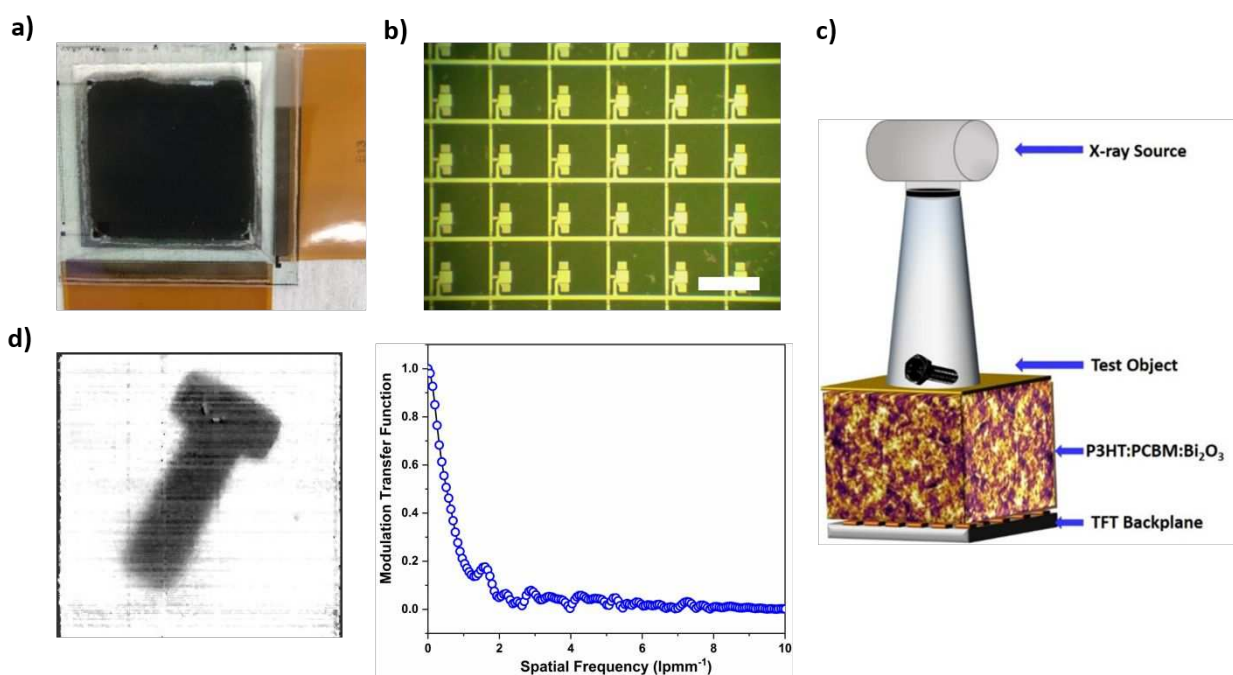 a)
b)
c)
X-ray Source
Test Object
P3HT:PCBM:Bi₂O₃
TFT Backplane
d)
Modulation Transfer Function
1.0
0.8
0.6
0.4
0.2
0.0
0 2 4 6 8 10
Spatial Frequency (lpmm⁻¹)